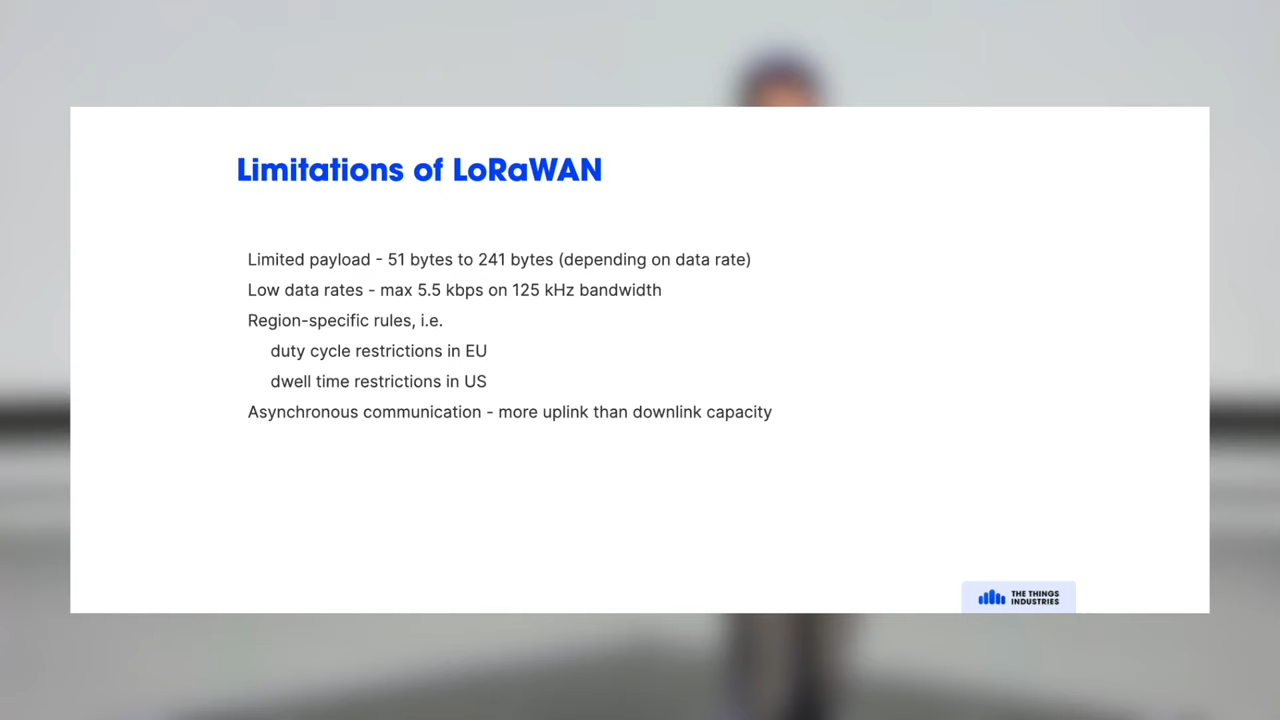 Limitations of LoRaWAN
Limited payload - 51 bytes to 241 bytes (depending on data rate)
Low data rates - max 5.5 kbps on 125 kHz bandwidth
Region-specific rules, i.e.
duty cycle restrictions in EU
dwell time restrictions in US
Asynchronous communication - more uplink than downlink capacity
THE THINGS
INDUSTRIES